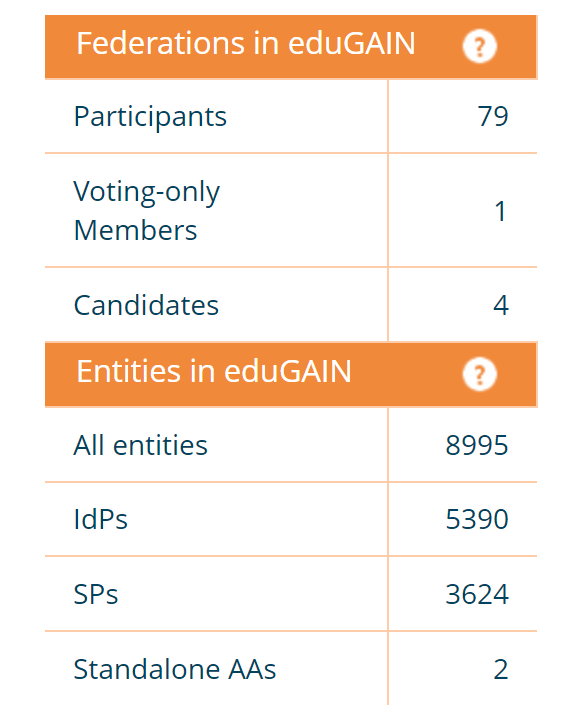 Federations in eduGAIN ?
Participants 79
Voting-only
Members 1
Candidates 4
Entities in eduGAIN ?
All entities 8995
IdPs 5390
SPs 3624
Standalone AAs 2